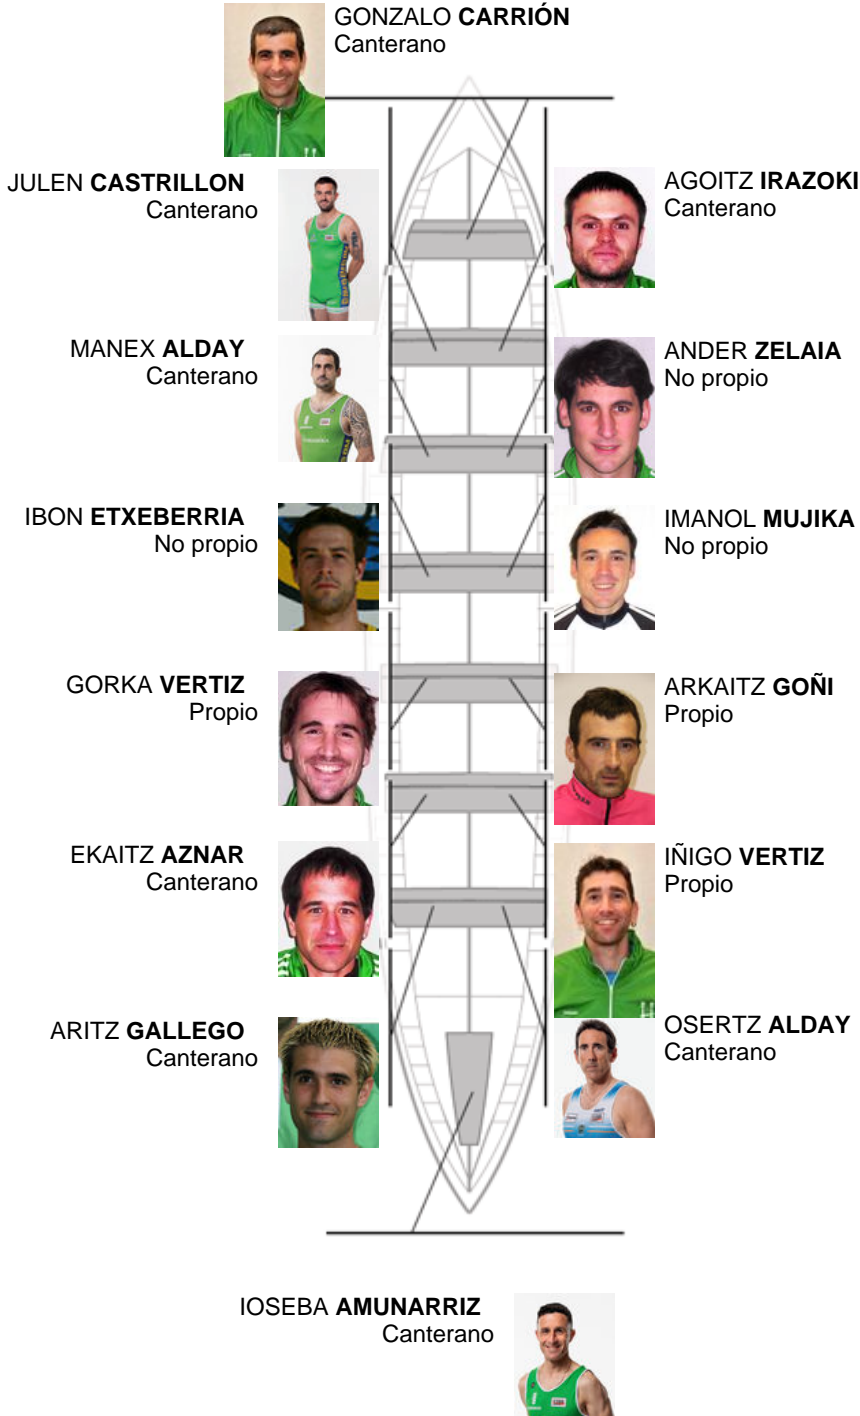 GONZALO CARRIÓN
Canterano
JULEN CASTRILLON
Canterano
AGOITZ IRAZOKI
Canterano
MANEX ALDAY
Canterano
ANDER ZELAIA
No propio
IBON ETXEBERRIA
No propio
IMANOL MUJIKA
No propio
GORKA VERTIZ
Propio
ARKAITZ GOÑI
Propio
EKAITZ AZNAR
Canterano
IÑIGO VERTIZ
Propio
ARITZ GALLEGO
Canterano
OSERTZ ALDAY
Canterano
IOSEBA AMUNARRIZ
Canterano